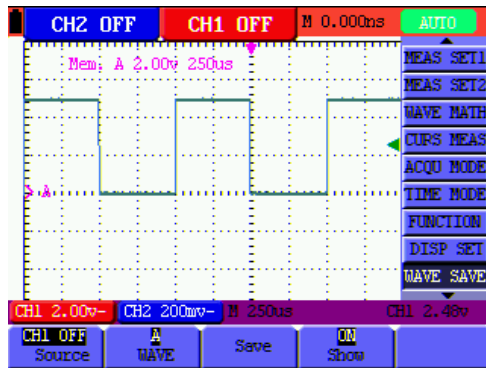 CH2 OFF CH1 OFF M 0.000ns AUTO
Mem. A 2.00v 250us
MEAS SET1
MEAS SET2
WAVE MATH
CURS MEAS
ACQU MODE
A
TIME MODE
FUNCTION
DISP SET
WAVE SAVE
CH1 2.00v- CH2 200mv- M 250us CH1 2.48v
CH1 OFF A ON
Source WAVE Save Show